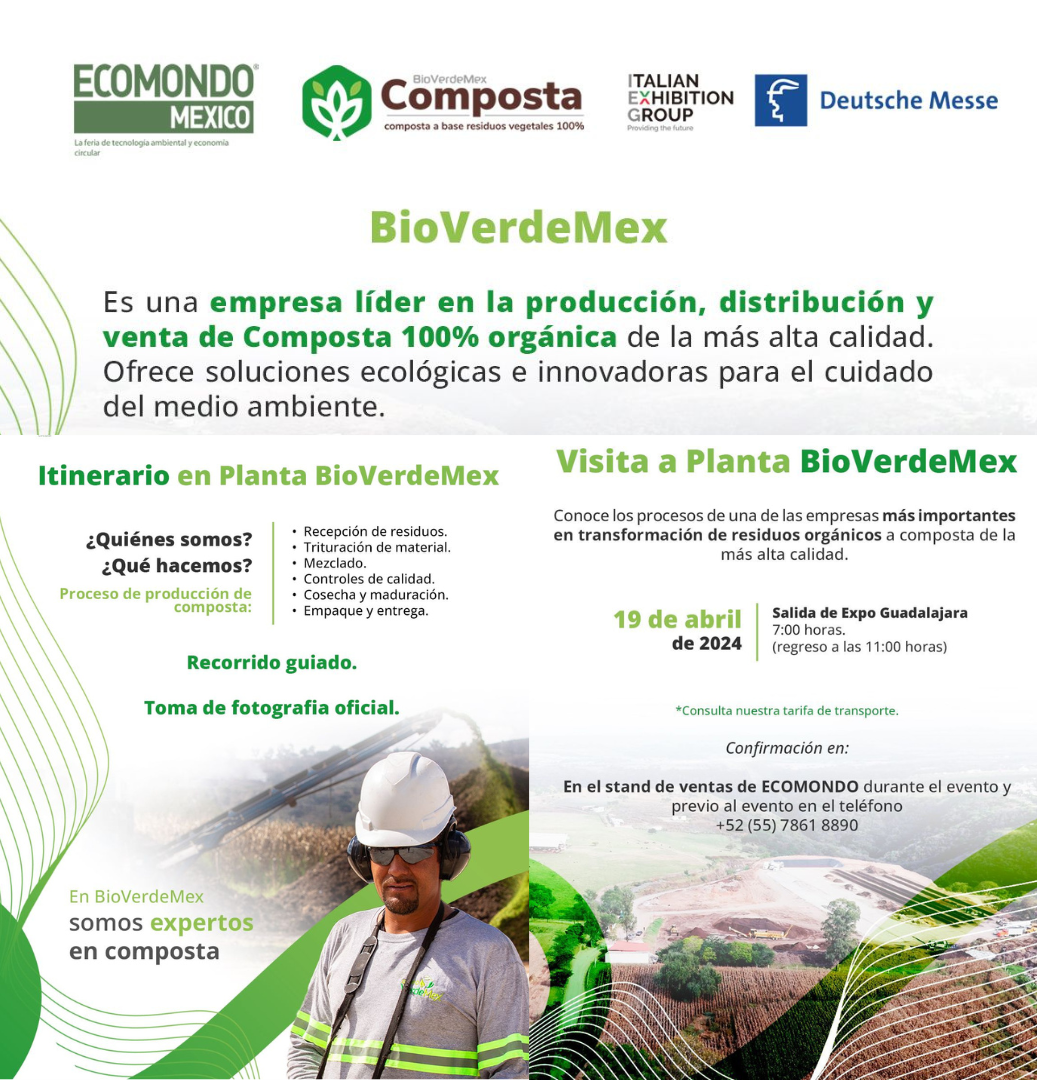 ECOMONDO®
MEXICO
La feria de tecnología ambiental y economía
circular
BioVerdeMex
Composta
composta a base residuos vegetales 100%
ITALIAN
EXHIBITION
GROUP
Providing the future
Deutsche Messe
BioVerdeMex
Es una empresa líder en la producción, distribución y
venta de Composta 100% orgánica de la más alta calidad.
Ofrece soluciones ecológicas e innovadoras para el cuidado
del medio ambiente.
Itinerario en Planta BioVerdeMex
¿Quiénes somos?
¿Qué hacemos?
Proceso de producción de
composta:
• Recepción de residuos.
• Trituración de material.
• Mezclado.
• Controles de calidad.
• Cosecha y maduración.
• Empaque y entrega.
Recorrido guiado.
Toma de fotografia oficial.
En BioVerdeMex
somos expertos
en composta
Visita a Planta BioVerdeMex
Conoce los procesos de una de las empresas más importantes
en transformación de residuos orgánicos a composta de la
más alta calidad.
19 de abril
de 2024
Salida de Expo Guadalajara
7:00 horas.
(regreso a las 11:00 horas)
*Consulta nuestra tarifa de transporte.
Confirmación en:
En el stand de ventas de ECOMONDO durante el evento y
previo al evento en el teléfono
+52 (55) 7861 8890